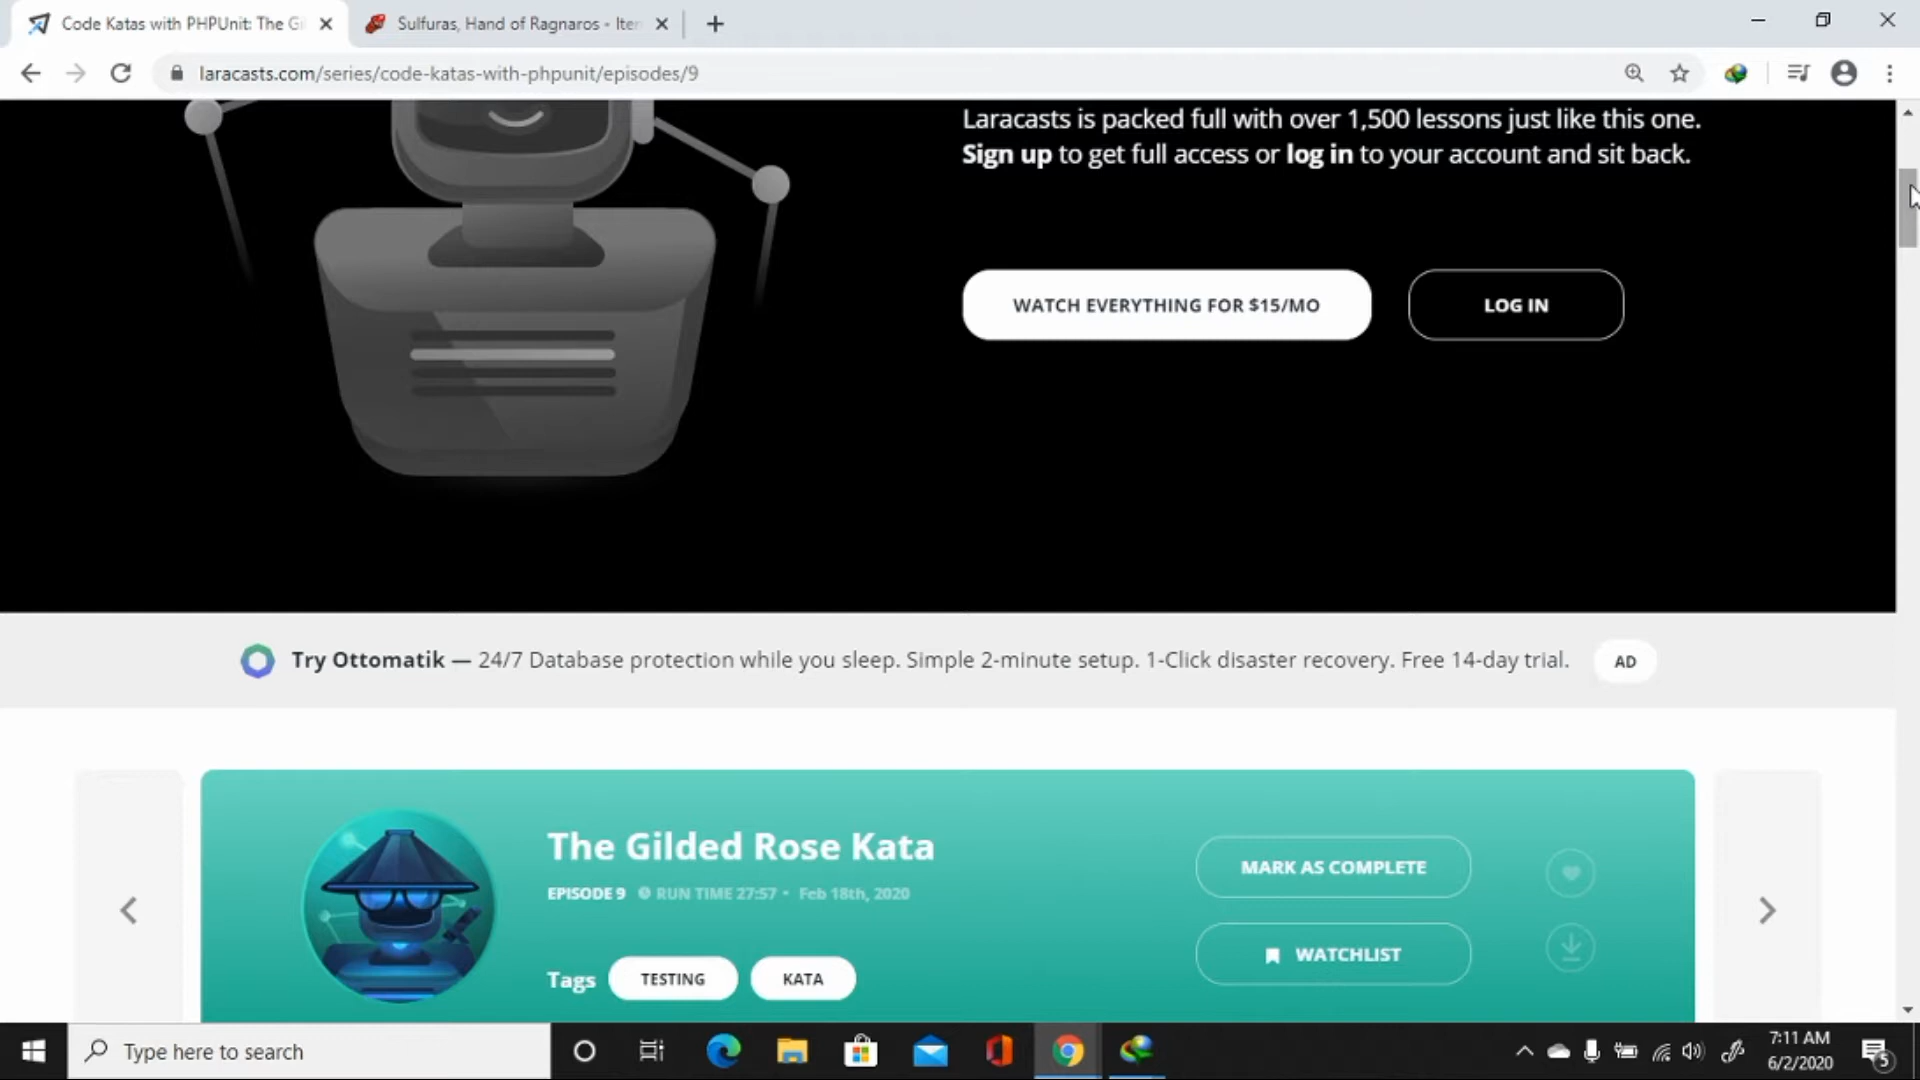 Code Katas with PHPUnit: The Gi
Sulfuras, Hand of Ragnaros - Iten
laracasts.com/series/code-katas-with-phpunit/episodes/9
Laracasts is packed full with over 1,500 lessons just like this one.
Sign up to get full access or log in to your account and sit back.
WATCH EVERYTHING FOR $15/MO
LOG IN
Try Ottomatik — 24/7 Database protection while you sleep. Simple 2-minute setup. 1-Click disaster recovery. Free 14-day trial.
AD
The Gilded Rose Kata
EPISODE 9 RUN TIME 27:57 • Feb 18th, 2020
Tags TESTING KATA
MARK AS COMPLETE
WATCHLIST
Type here to search
7:11 AM
6/2/2020
5